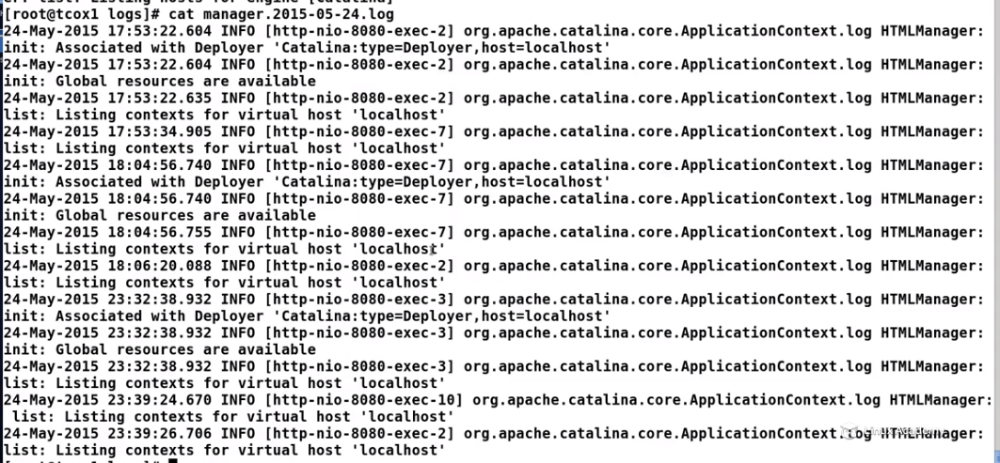 [root@tcox1 logs]# cat manager.2015-05-24.log
24-May-2015 17:53:22.604 INFO [http-nio-8080-exec-2] org.apache.catalina.core.ApplicationContext.log HTMLManager:
init: Associated with Deployer 'Catalina:type=Deployer,host=localhost'
24-May-2015 17:53:22.604 INFO [http-nio-8080-exec-2] org.apache.catalina.core.ApplicationContext.log HTMLManager:
init: Global resources are available
24-May-2015 17:53:22.635 INFO [http-nio-8080-exec-2] org.apache.catalina.core.ApplicationContext.log HTMLManager:
list: Listing contexts for virtual host 'localhost'
24-May-2015 17:53:34.905 INFO [http-nio-8080-exec-7] org.apache.catalina.core.ApplicationContext.log HTMLManager:
list: Listing contexts for virtual host 'localhost'
24-May-2015 18:04:56.740 INFO [http-nio-8080-exec-7] org.apache.catalina.core.ApplicationContext.log HTMLManager:
init: Associated with Deployer 'Catalina:type=Deployer,host=localhost'
24-May-2015 18:04:56.740 INFO [http-nio-8080-exec-7] org.apache.catalina.core.ApplicationContext.log HTMLManager:
init: Global resources are available
24-May-2015 18:04:56.755 INFO [http-nio-8080-exec-7] org.apache.catalina.core.ApplicationContext.log HTMLManager:
list: Listing contexts for virtual host 'localhost'
24-May-2015 18:06:20.088 INFO [http-nio-8080-exec-2] org.apache.catalina.core.ApplicationContext.log HTMLManager:
list: Listing contexts for virtual host 'localhost'
24-May-2015 23:32:38.932 INFO [http-nio-8080-exec-3] org.apache.catalina.core.ApplicationContext.log HTMLManager:
init: Associated with Deployer 'Catalina:type=Deployer,host=localhost'
24-May-2015 23:32:38.932 INFO [http-nio-8080-exec-3] org.apache.catalina.core.ApplicationContext.log HTMLManager:
init: Global resources are available
24-May-2015 23:32:38.932 INFO [http-nio-8080-exec-3] org.apache.catalina.core.ApplicationContext.log HTMLManager:
list: Listing contexts for virtual host 'localhost'
24-May-2015 23:39:24.670 INFO [http-nio-8080-exec-10] org.apache.catalina.core.ApplicationContext.log HTMLManager:
 list: Listing contexts for virtual host 'localhost'
24-May-2015 23:39:26.706 INFO [http-nio-8080-exec-2] org.apache.catalina.core.ApplicationContext.log HTMLManager:
list: Listing contexts for virtual host 'localhost'